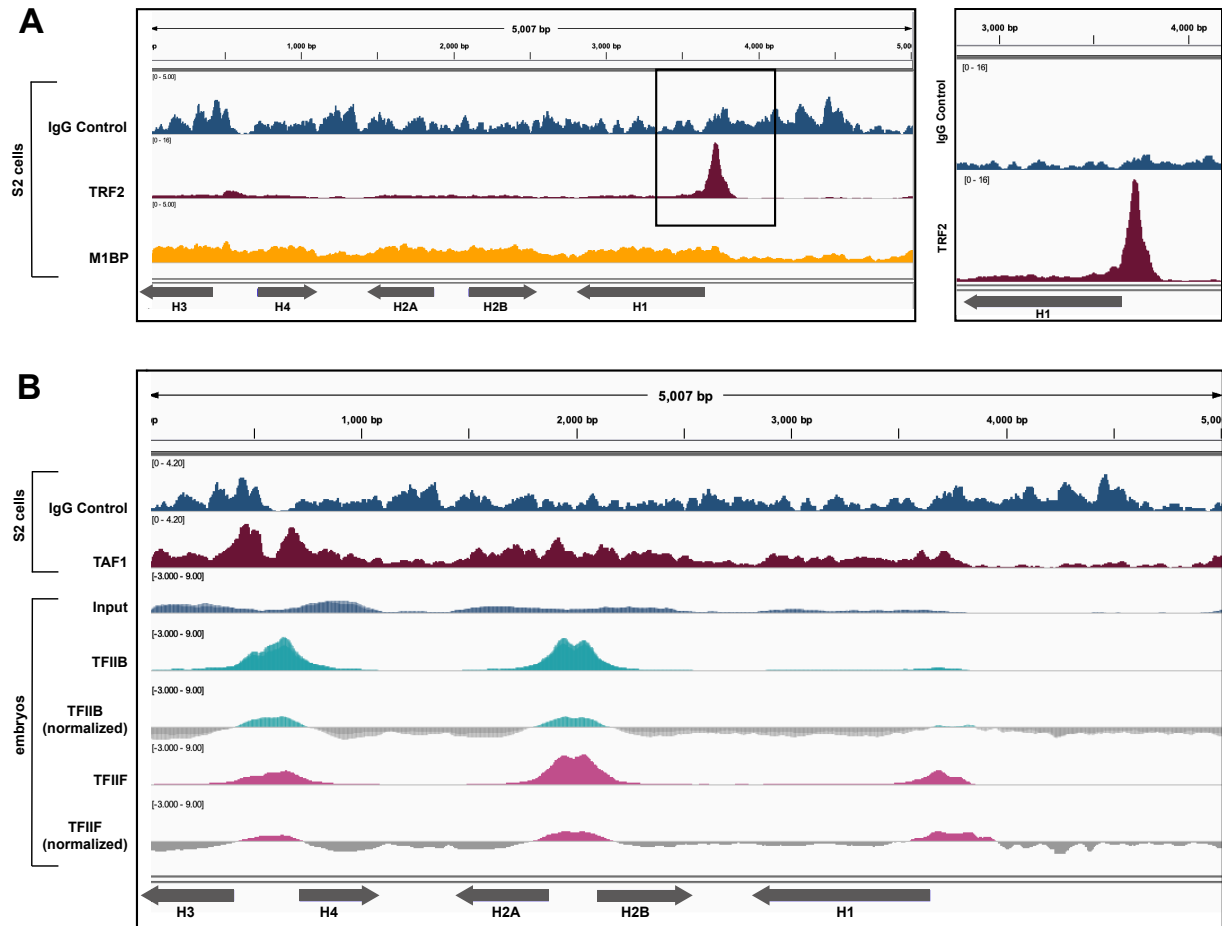 A
5,007 bp
p 1,000 bp 2,000 bp 3,000 bp 4,000 bp 5,00
[0 - 5.00]
S2 cells
IgG Control
[0 - 16]
TRF2
[0 - 5.00]
M1BP
H3 H4 H2A H2B H1
3,000 bp 4,000 bp
[0 - 16]
IgG Control
[0 - 16]
TRF2
H1
B
5,007 bp
p 1,000 bp 2,000 bp 3,000 bp 4,000 bp 5,00
[0 - 4.20]
S2 cells
IgG Control
[0 - 4.20]
TAF1
[-3.000 - 9.00]
embryos
Input
[-3.000 - 9.00]
TFIIB
[-3.000 - 9.00]
TFIIB
(normalized)
[-3.000 - 9.00]
TFIIF
[-3.000 - 9.00]
TFIIF
(normalized)
H3 H4 H2A H2B H1